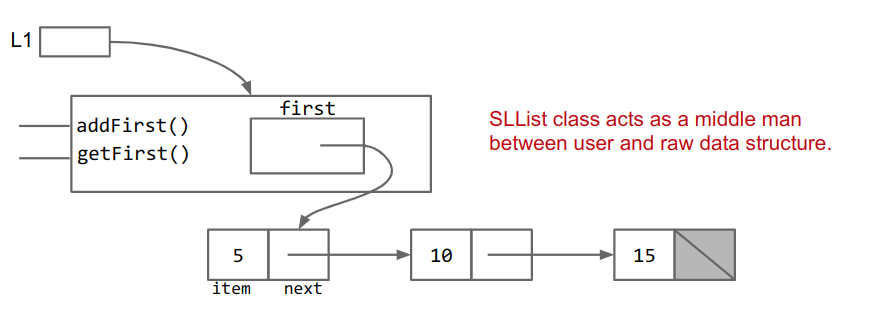 L1
first
addFirst()
getFirst()
SLList class acts as a middle man
between user and raw data structure.
5
10
15
item
next